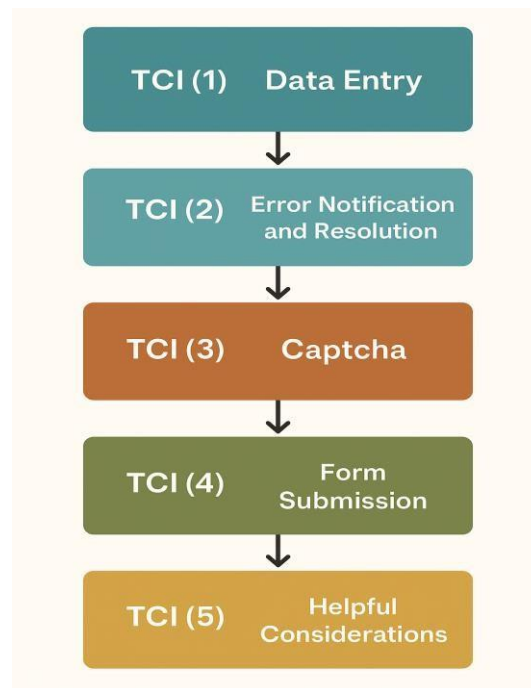 TCI (1) Data Entry
TCI (2) Error Notification
and Resolution
TCI (3) Captcha
TCI (4) Form
Submission
TCI (5) Helpful
Considerations